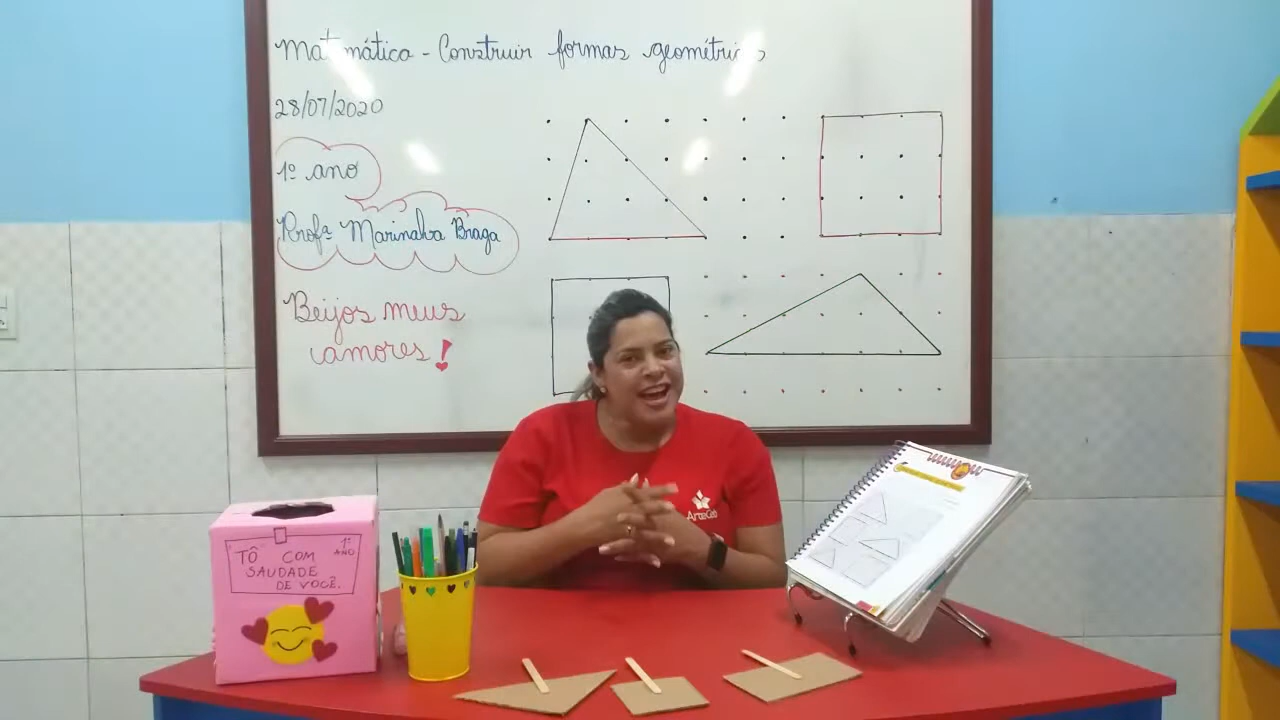 Matemática - Construir formas geométricas
28/07/2020
1º ano
Profª Marinalva Braga
Beijos meus
amores!
TÔ COM
SAUDADE
DE VOCÊ.
1º
ANO